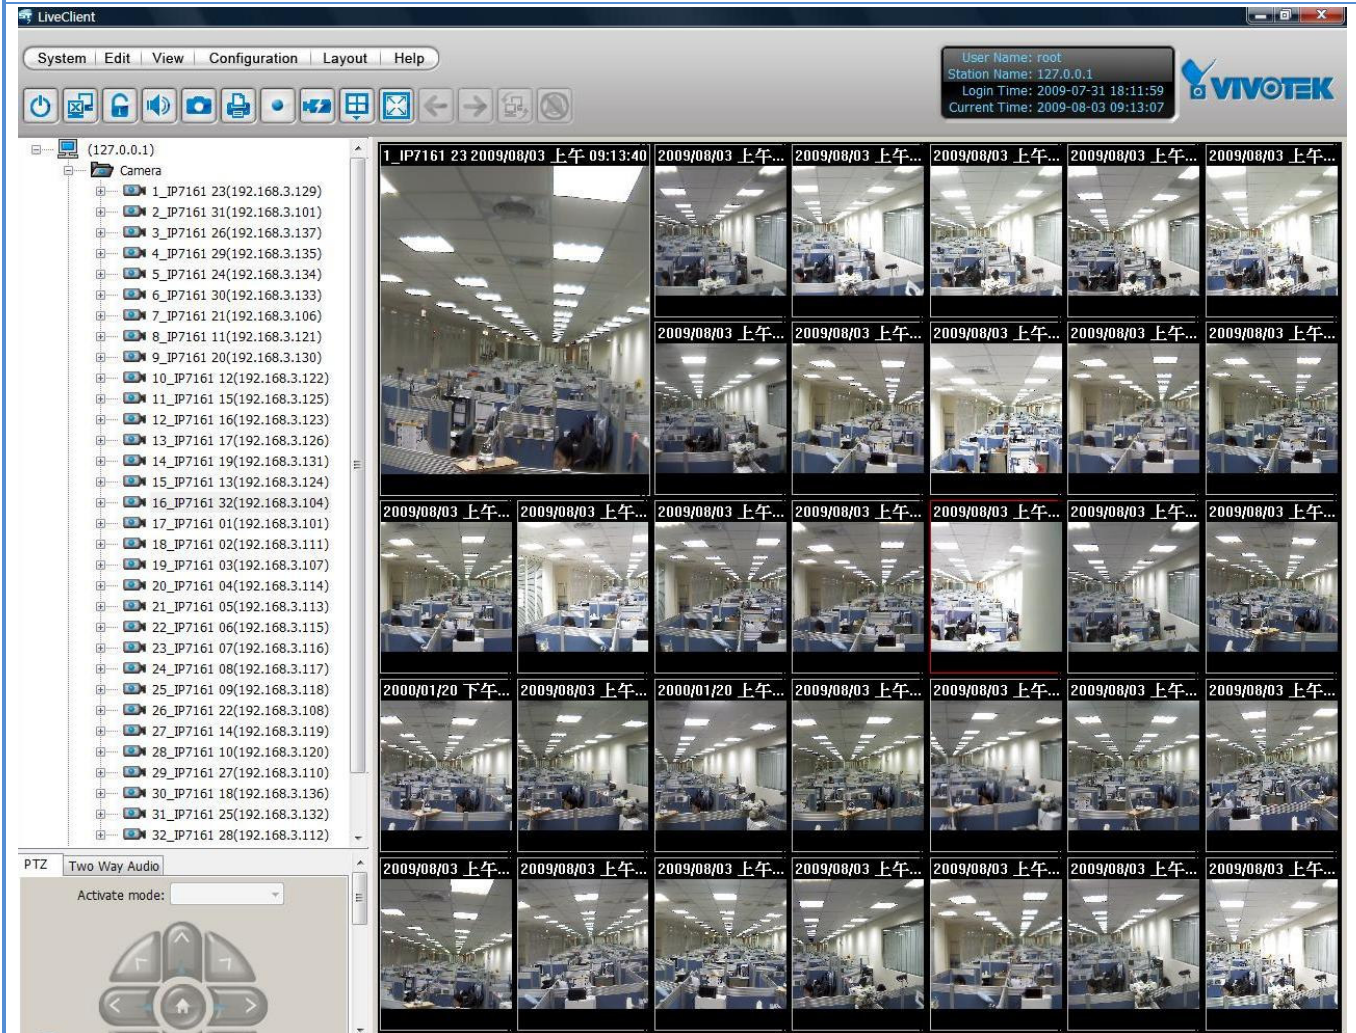 LiveClient
System Edit View Configuration Layout Help
User Name: root
Station Name: 127.0.0.1
Login Time: 2009-07-31 18:11:59
Current Time: 2009-08-03 09:13:07
VIVOTEK
(127.0.0.1)
Camera
1_IP7161 23(192.168.3.129)
2_IP7161 31(192.168.3.101)
3_IP7161 26(192.168.3.137)
4_IP7161 29(192.168.3.135)
5_IP7161 24(192.168.3.134)
6_IP7161 30(192.168.3.133)
7_IP7161 21(192.168.3.106)
8_IP7161 11(192.168.3.121)
9_IP7161 20(192.168.3.130)
10_IP7161 12(192.168.3.122)
11_IP7161 15(192.168.3.125)
12_IP7161 16(192.168.3.123)
13_IP7161 17(192.168.3.126)
14_IP7161 19(192.168.3.131)
15_IP7161 13(192.168.3.124)
16_IP7161 32(192.168.3.104)
17_IP7161 01(192.168.3.101)
18_IP7161 02(192.168.3.111)
19_IP7161 03(192.168.3.107)
20_IP7161 04(192.168.3.114)
21_IP7161 05(192.168.3.113)
22_IP7161 06(192.168.3.115)
23_IP7161 07(192.168.3.116)
24_IP7161 08(192.168.3.117)
25_IP7161 09(192.168.3.118)
26_IP7161 22(192.168.3.108)
27_IP7161 14(192.168.3.119)
28_IP7161 10(192.168.3.120)
29_IP7161 27(192.168.3.110)
30_IP7161 18(192.168.3.136)
31_IP7161 25(192.168.3.132)
32_IP7161 28(192.168.3.112)
PTZ Two Way Audio
Activate mode:
1_IP7161 23 2009/08/03 上午 09:13:40 2009/08/03 上午... 2009/08/03 上午... 2009/08/03 上午... 2009/08/03 上午... 2009/08/03 上午...
2009/08/03 上午... 2009/08/03 上午... 2009/08/03 上午... 2009/08/03 上午... 2009/08/03 上午...
2009/08/03 上午... 2009/08/03 上午... 2009/08/03 上午... 2009/08/03 上午... 2009/08/03 上午... 2009/08/03 上午... 2009/08/03 上午...
2000/01/20 下午... 2009/08/03 上午... 2000/01/20 上午... 2009/08/03 上午... 2009/08/03 上午... 2009/08/03 上午... 2009/08/03 上午...
2009/08/03 上午... 2009/08/03 上午... 2009/08/03 上午... 2009/08/03 上午... 2009/08/03 上午... 2009/08/03 上午... 2009/08/03 上午...